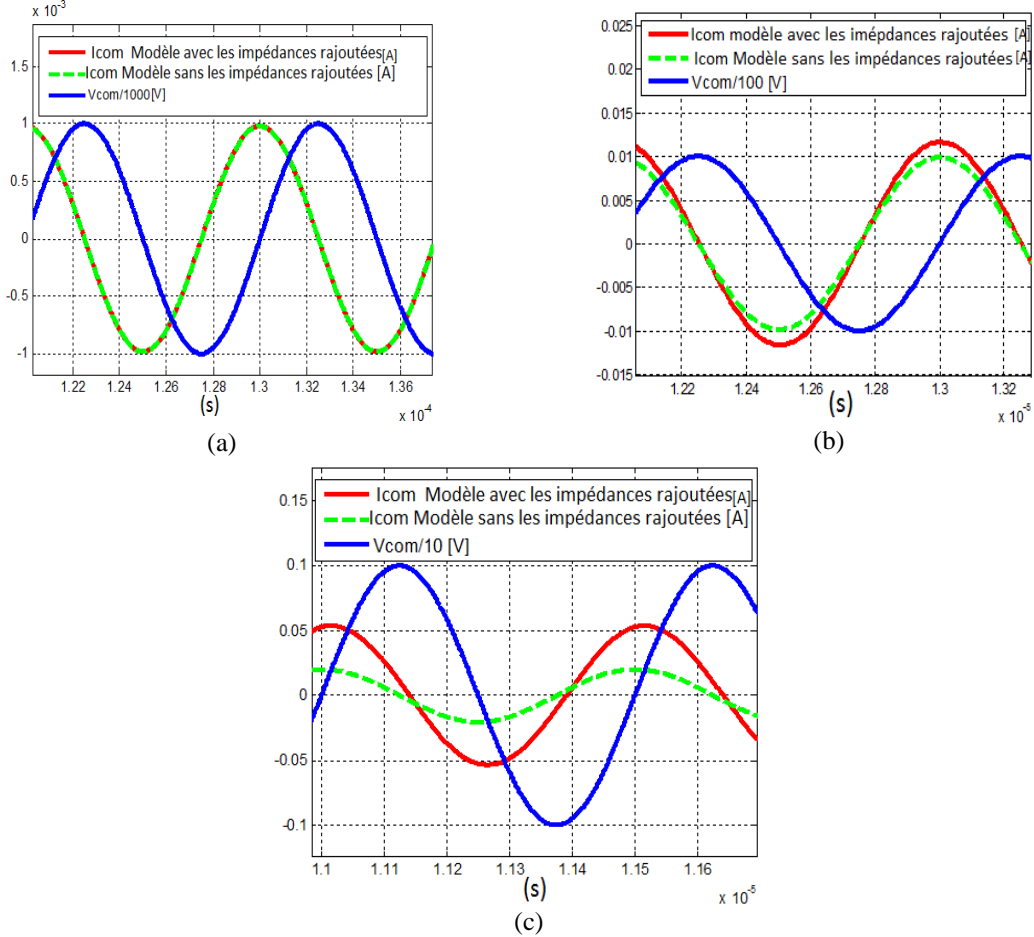 x 10⁻³
Icom Modèle avec les impédances rajoutées[A]
Icom Modèle sans les impédances rajoutées [A]
Vcom/1000[V]
1.5
1
0.5
0
-0.5
-1
1.22 1.24 1.26 1.28 1.3 1.32 1.34 1.36
(s)
x 10⁻⁴
(a)
0.025
0.02
0.015
0.01
0.005
0
-0.005
-0.01
-0.015
Icom modèle avec les imépdances rajoutées [A]
Icom Modèle sans les impédances rajoutées [A]
Vcom/100 [V]
1.22 1.24 1.26 1.28 1.3 1.32
(s)
x 10⁻⁵
(b)
Icom Modèle avec les impédances rajoutées[A]
Icom Modèle sans les impédances rajoutées [A]
Vcom/10 [V]
0.15
0.1
0.05
0
-0.05
-0.1
1.1 1.11 1.12 1.13 1.14 1.15 1.16
(s)
x 10⁻⁵
(c)